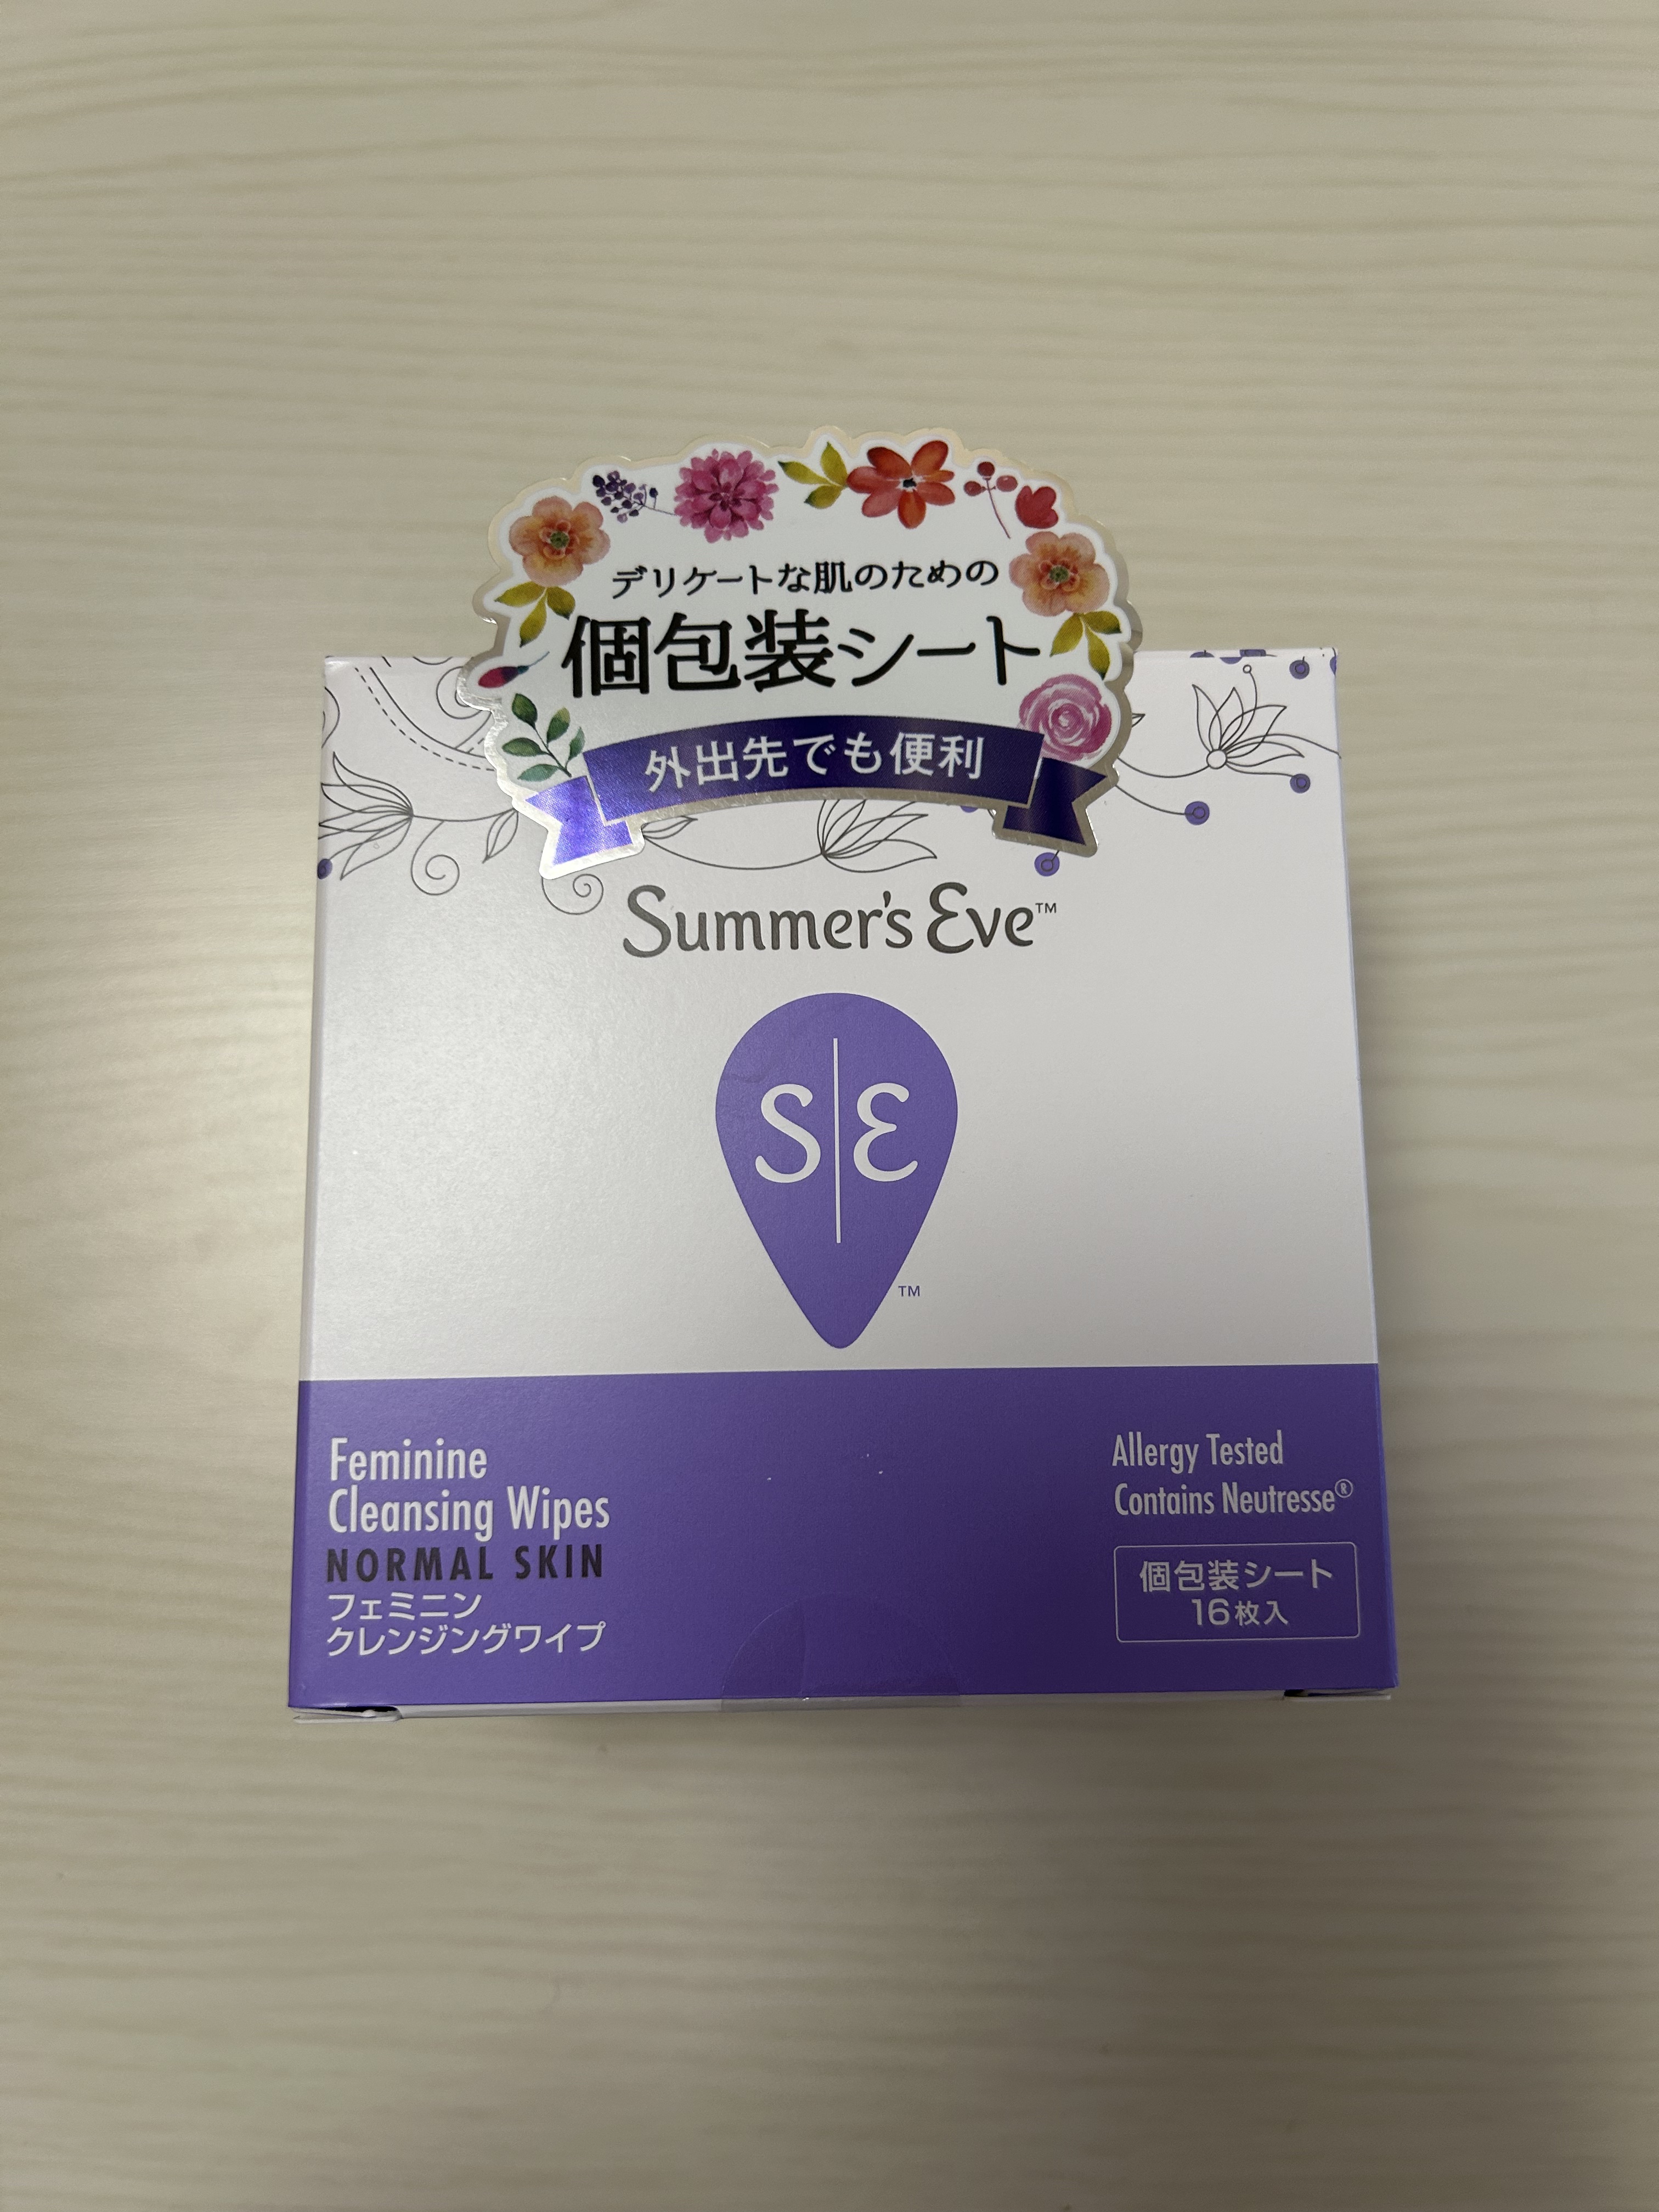 デリケートな肌のための
個包装シート
外出先でも便利
Summer's Eve™
S|E
™
Feminine
Cleansing Wipes
NORMAL SKIN
フェミニン
クレンジングワイプ
Allergy Tested
Contains Neutresse®
個包装シート
16枚入